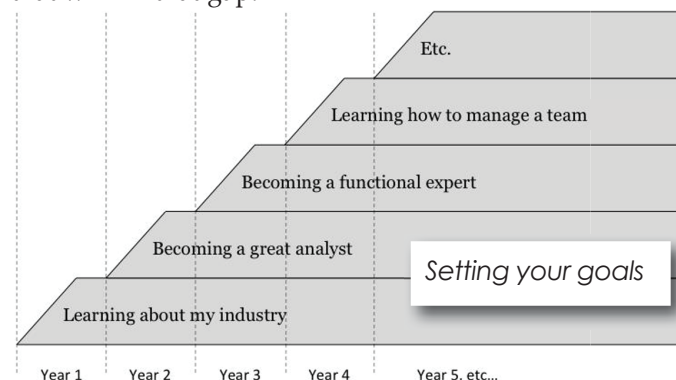 gap.
Etc.
Learning how to manage a team
Becoming a functional expert
Becoming a great analyst
Setting your goals
Learning about my industry
Year 1 Year 2 Year 3 Year 4 Year 5, etc…